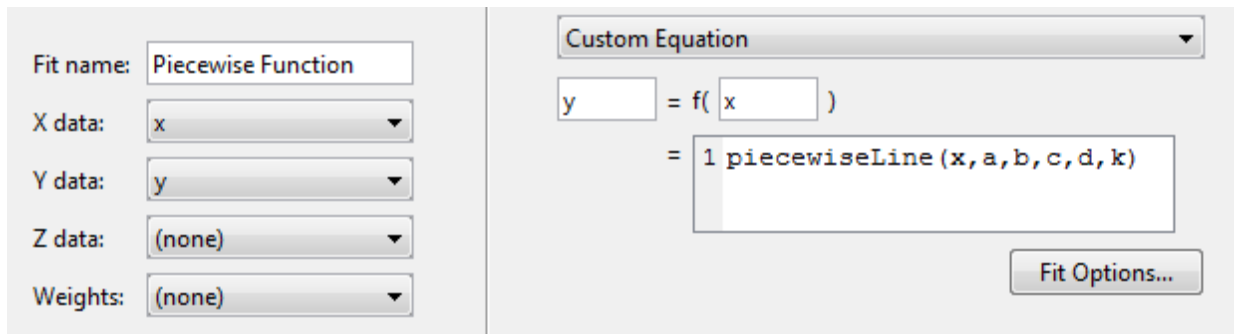 Fit name: Piecewise Function
X data: x
Y data: y
Z data: (none)
Weights: (none)
Custom Equation
y = f( x )
= 1 piecewiseLine(x,a,b,c,d,k)
Fit Options...